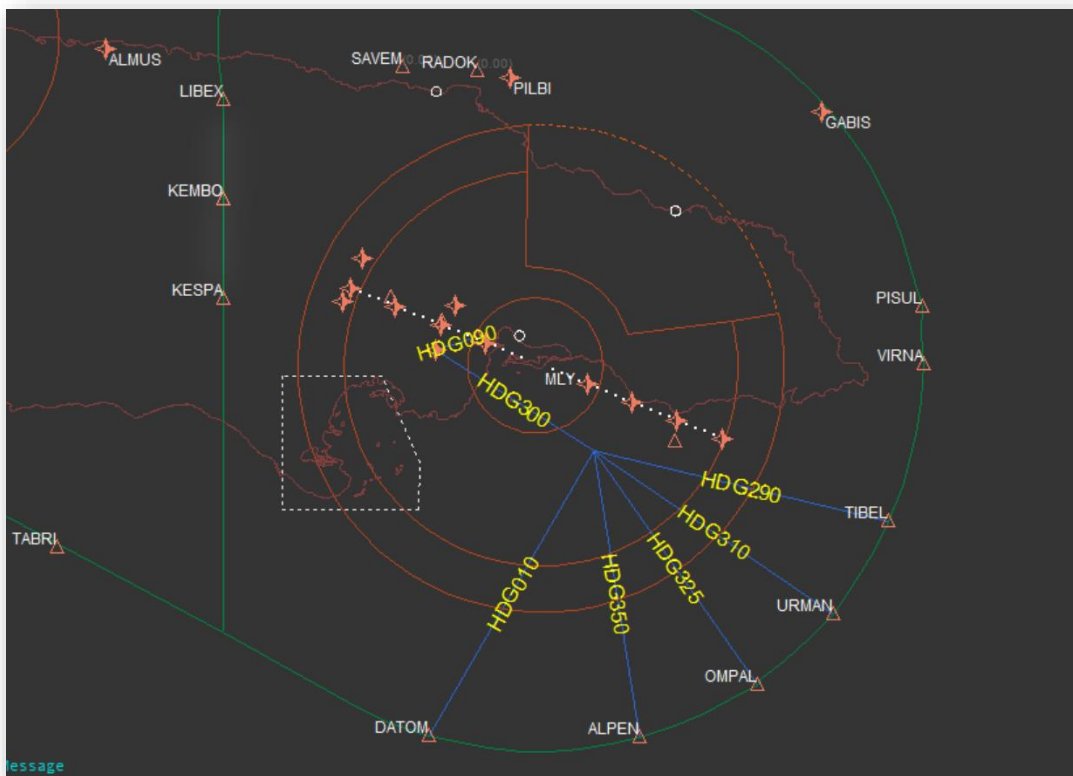 ALMUS
SAVEM
RADOK
PILBI
LIBEX
GABIS
KEMBO
KESPA
PISUL
VIRNA
HDG090
HDG300
MLY
HDG290
TIBEL
HDG310
TABRI
HDG325
HDG010
HDG350
URMAN
OMPAL
DATOM
ALPEN